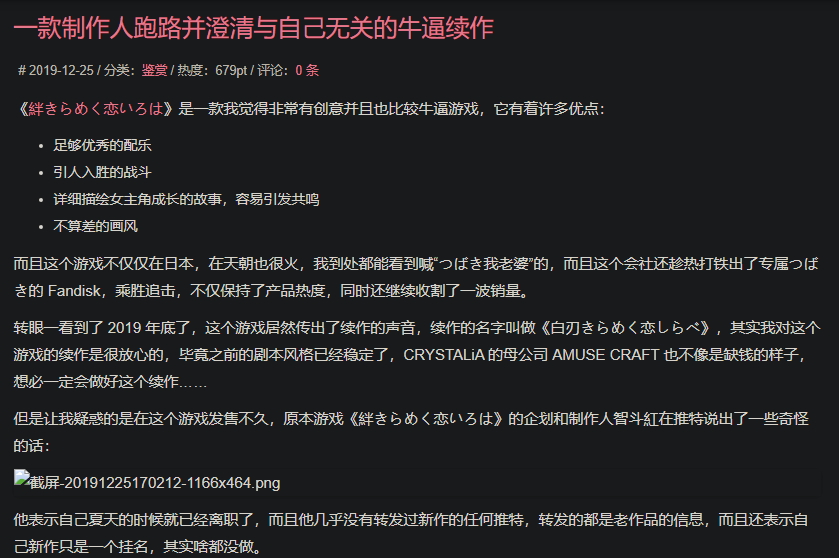 一款制作人跑路并澄清与自己无关的牛逼续作
# 2019-12-25 / 分类：鉴赏 / 热度：679pt / 评论：0 条
《絆きらめく恋いろは》是一款我觉得非常有创意并且也比较牛逼游戏，它有着许多优点：
• 足够优秀的配乐
• 引人入胜的战斗
• 详细描绘女主角成长的故事，容易引发共鸣
• 不算差的画风
而且这个游戏不仅仅在日本，在天朝也很火，我到处都能看到喊“つばき我老婆”的，而且这个会社还趁热打铁出了专属つば
き的 Fandisk，乘胜追击，不仅保持了产品热度，同时还继续收割了一波销量。
转眼一看到了 2019 年底了，这个游戏居然传出了续作的声音，续作的名字叫做《白刃きらめく恋しらべ》，其实我对这个
游戏的续作是很放心的，毕竟之前的剧本风格已经稳定了，CRYSTALiA 的母公司 AMUSE CRAFT 也不像是缺钱的样子，
想必一定会做好这个续作……
但是让我疑惑的是在这个游戏发售不久，原本游戏《絆きらめく恋いろは》的企划和制作人智斗紅在推特说出了一些奇怪
的话：
截屏-20191225170212-1166x464.png
他表示自己夏天的时候就已经离职了，而且他几乎没有转发过新作的任何推特，转发的都是老作品的信息，而且还表示自
己新作只是一个挂名，其实啥都没做。